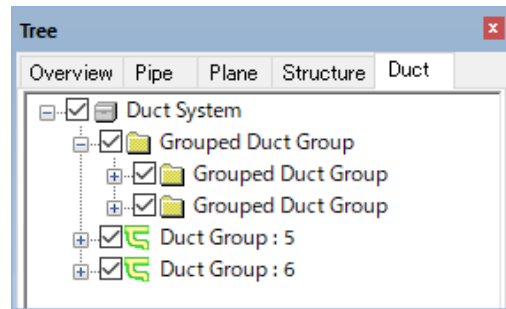 Tree
Overview Pipe Plane Structure Duct
Duct System
Grouped Duct Group
Grouped Duct Group
Grouped Duct Group
Duct Group : 5
Duct Group : 6